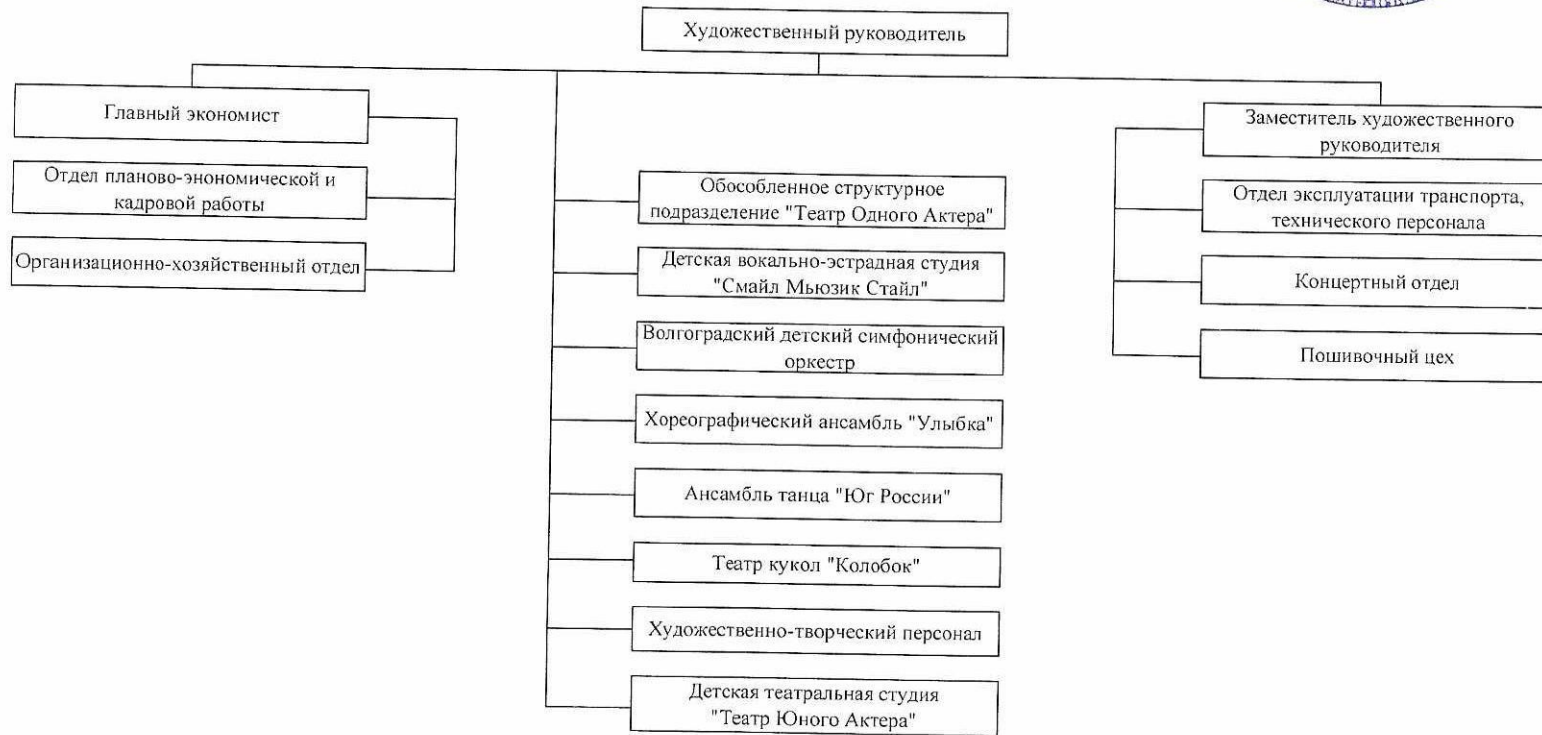 Художественный руководитель
Главный экономист
Отдел планово-энономической и
кадровой работы
Организационно-хозяйственный отдел
Обособленное структурное
подразделение "Театр Одного Актера"
Детская вокально-эстрадная студия
"Смайл Мьюзик Стайл"
Волгоградский детский симфонический
оркестр
Хореографический ансамбль "Улыбка"
Ансамбль танца "Юг России"
Театр кукол "Колобок"
Художественно-творческий персонал
Детская театральная студия
"Театр Юного Актера"
Заместитель художественного
руководителя
Отдел эксплуатации транспорта,
технического персонала
Концертный отдел
Пошивочный цех